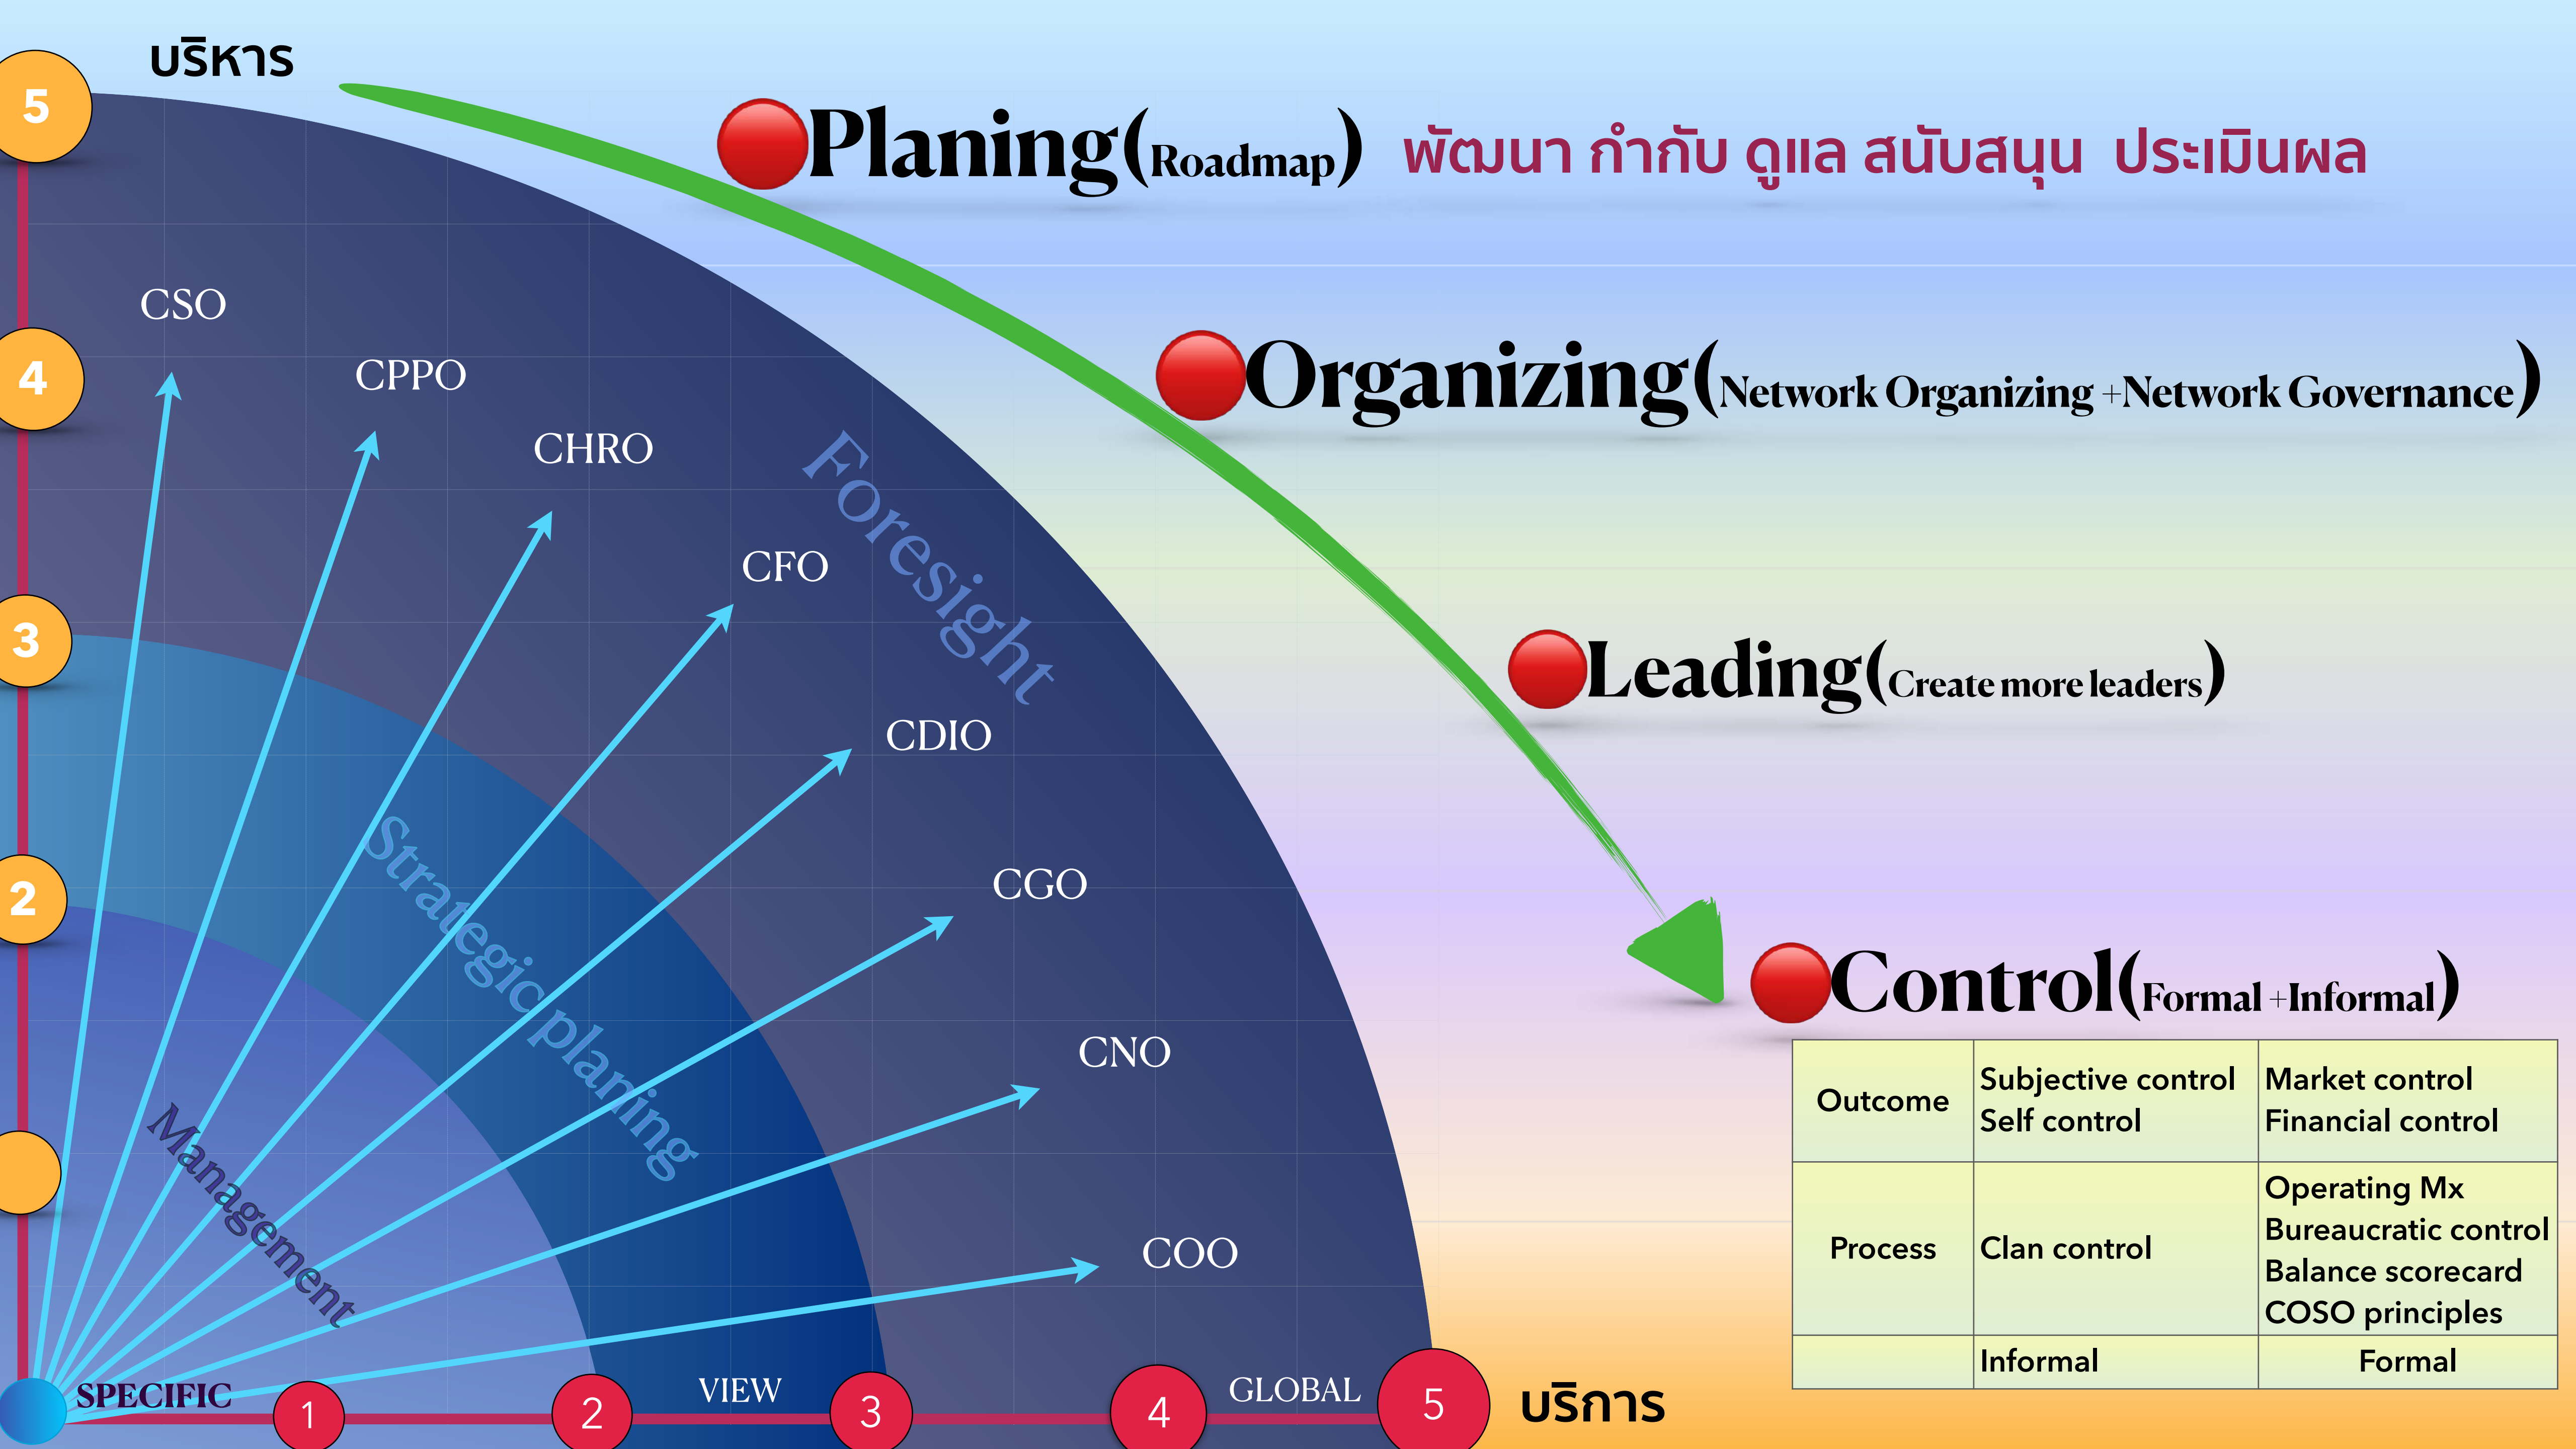 บริหาร
5
Planing(Roadmap) พัฒนา กำกับ ดูแล สนับสนุน ประเมินผล
CSO
4
CPPO
Organizing(Network Organizing +Network Governance)
CHRO
Foresight
CFO
3
Leading(Create more leaders)
CDIO
Strategic planing
CGO
2
Control(Formal +Informal)
CNO
Outcome
Subjective control
Self control
Market control
Financial control
Management
Process
Clan control
Operating Mx
Bureaucratic control
Balance scorecard
COSO principles
COO
Informal
Formal
SPECIFIC
VIEW
GLOBAL
1
2
3
4
5
บริการ